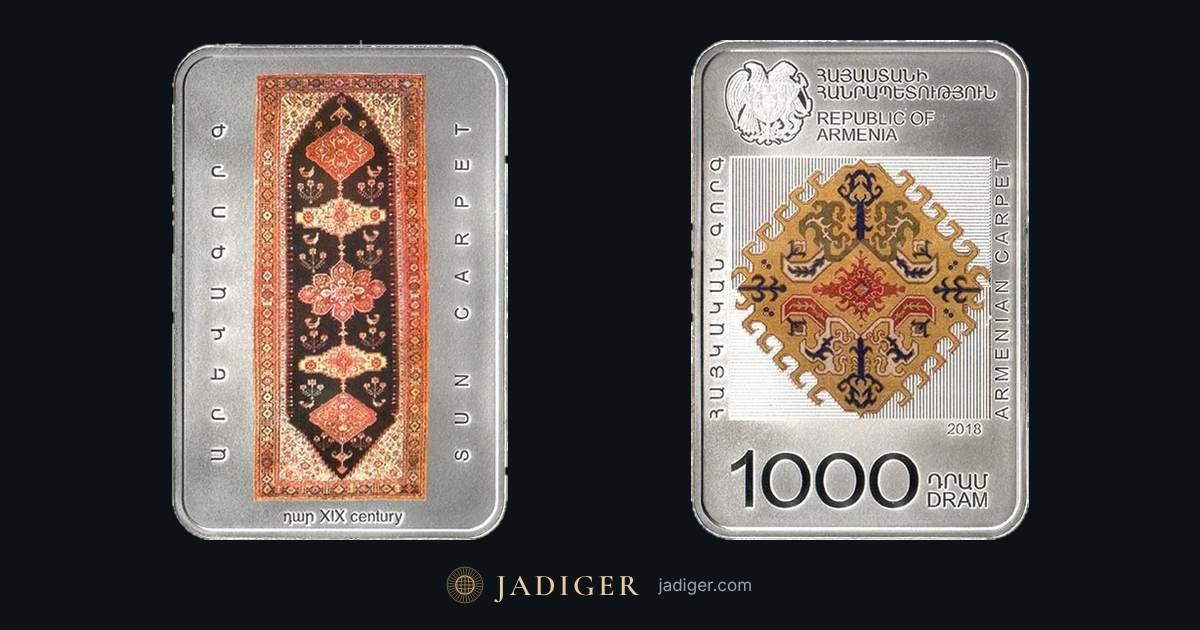 ԱՐԵՎԱԳՈՐԳ
SUN CARPET
դար XIX century
ՀԱՅԱՍՏԱՆԻ
ՀԱՆՐԱՊԵՏՈՒԹՅՈՒՆ
REPUBLIC OF
ARMENIA
ՀԱՅԿԱԿԱՆ ԳՈՐԳ
ARMENIAN CARPET
2018
1000 ԴՐԱՄ
DRAM
JADIGER jadiger.com